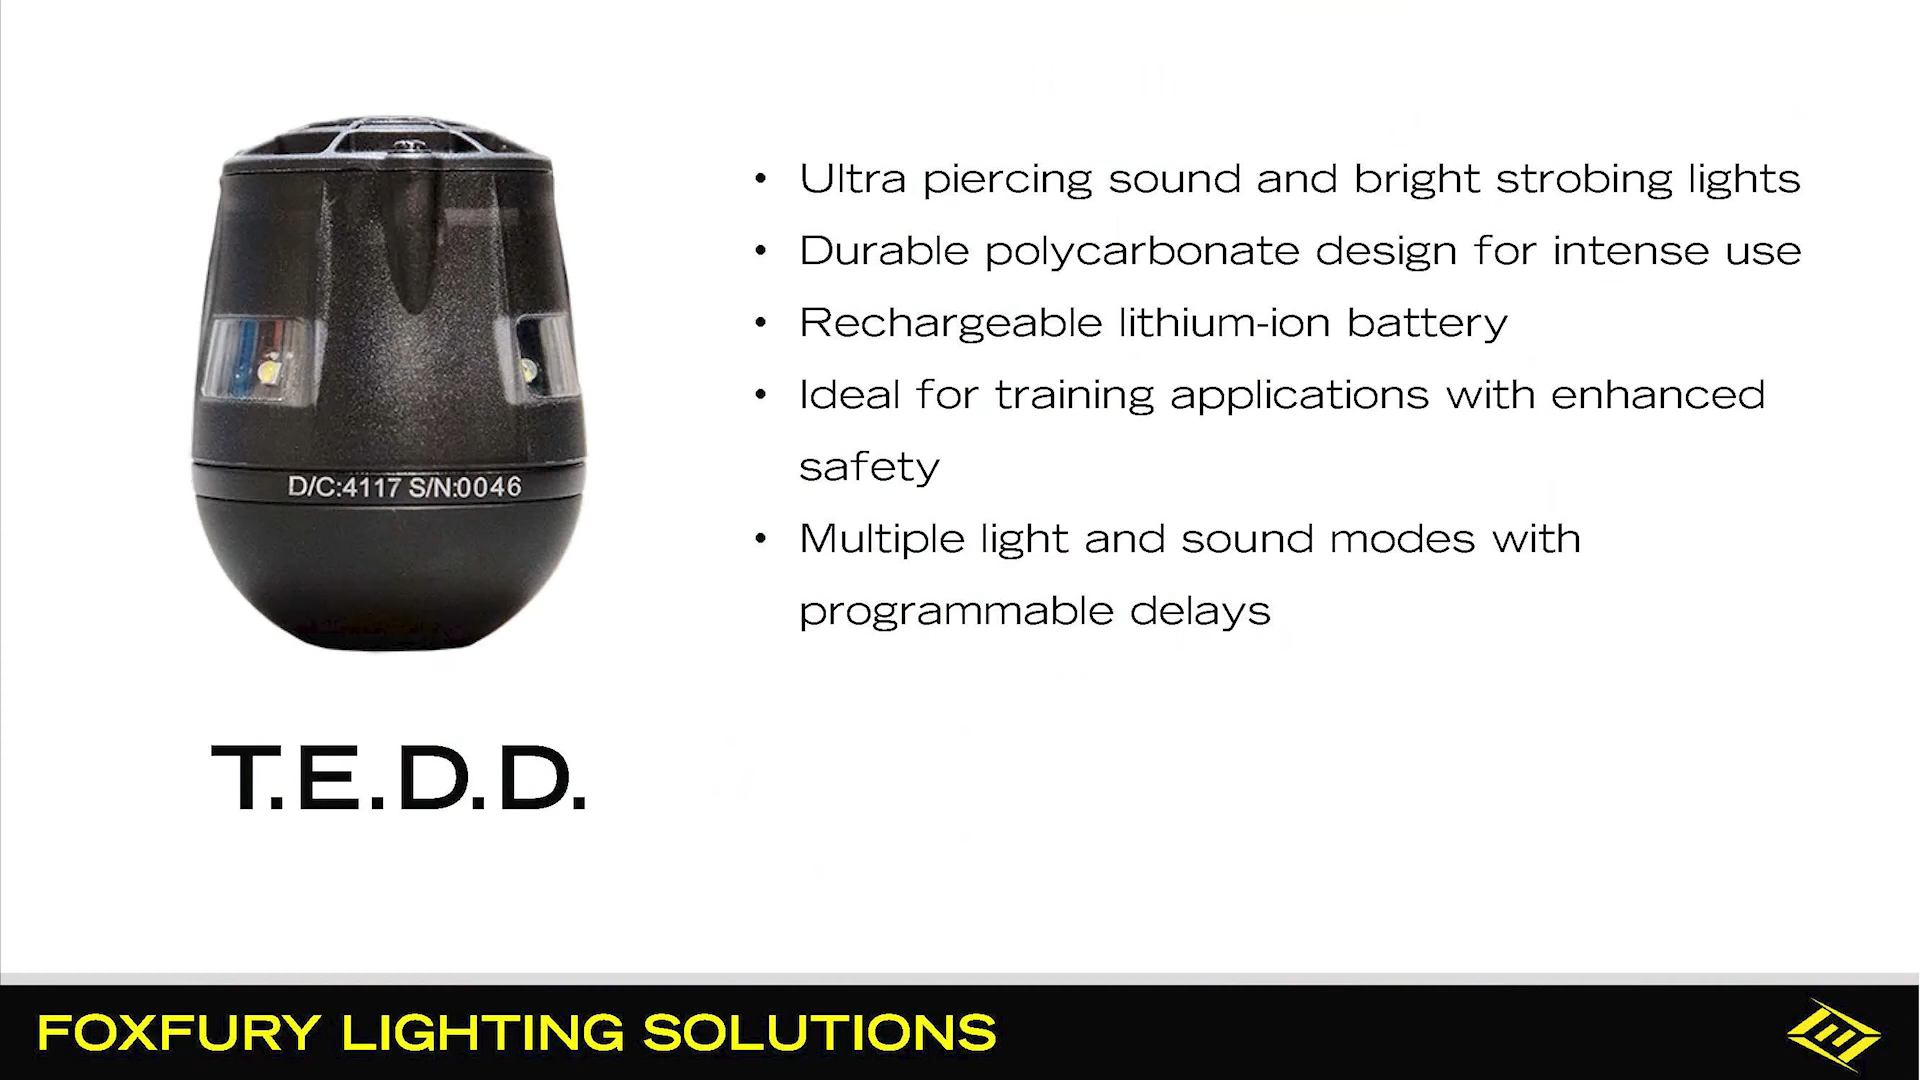 • Ultra piercing sound and bright strobing lights
• Durable polycarbonate design for intense use
• Rechargeable lithium-ion battery
• Ideal for training applications with enhanced
safety
• Multiple light and sound modes with
programmable delays
D/C:4117 S/N:0046
T.E.D.D.
FOXFURY LIGHTING SOLUTIONS